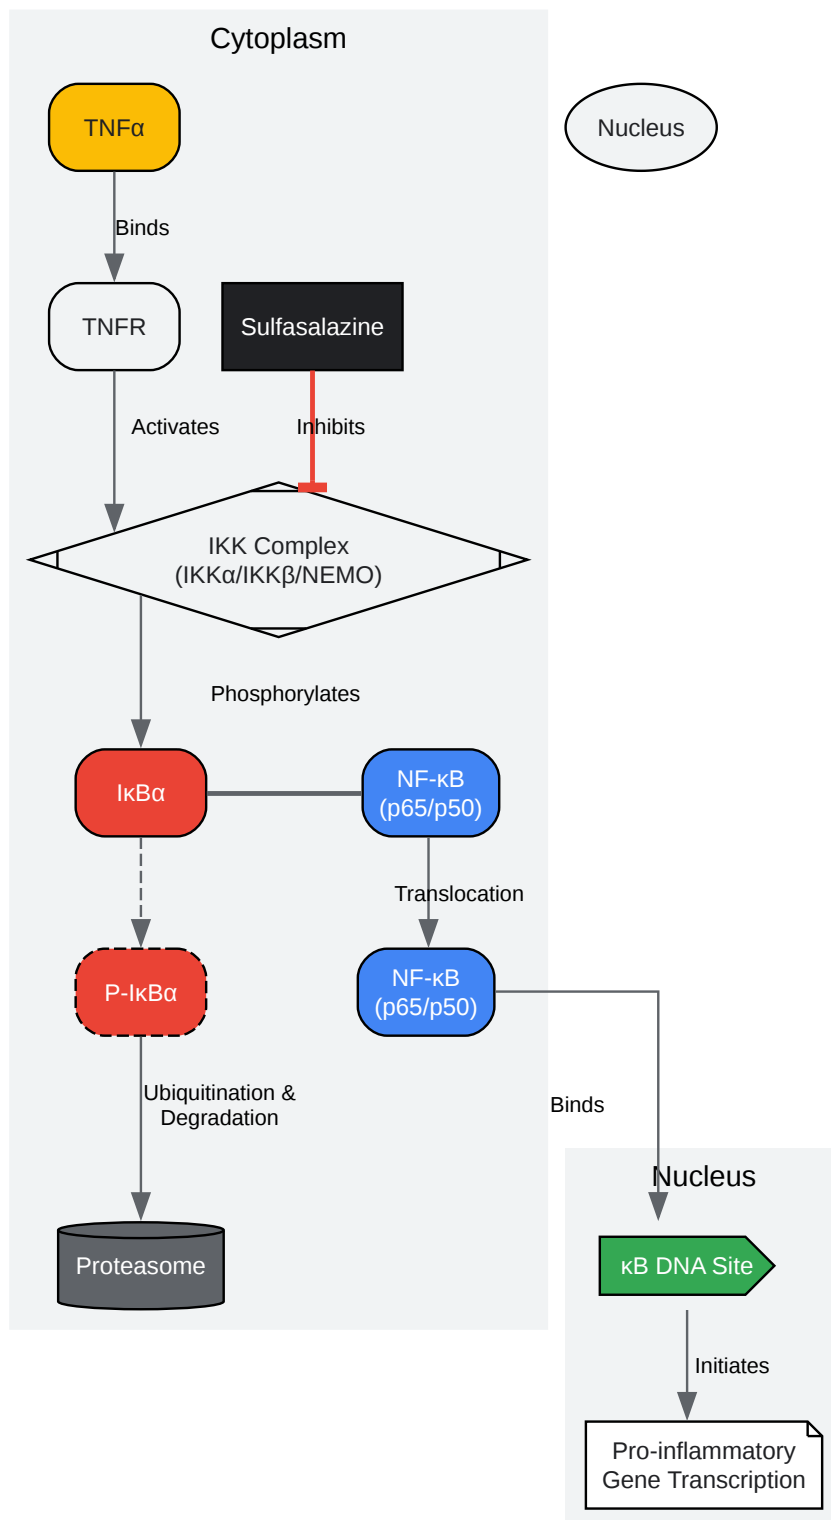 Cytoplasm
TNFα
Nucleus
Binds
TNFR
Sulfasalazine
Activates
Inhibits
IKK Complex
(IKKα/IKKβ/NEMO)
Phosphorylates
IκBα
NF-κB
(p65/p50)
Translocation
P-IκBα
NF-κB
(p65/p50)
Ubiquitination &
Degradation
Binds
Nucleus
Proteasome
κB DNA Site
Initiates
Pro-inflammatory
Gene Transcription